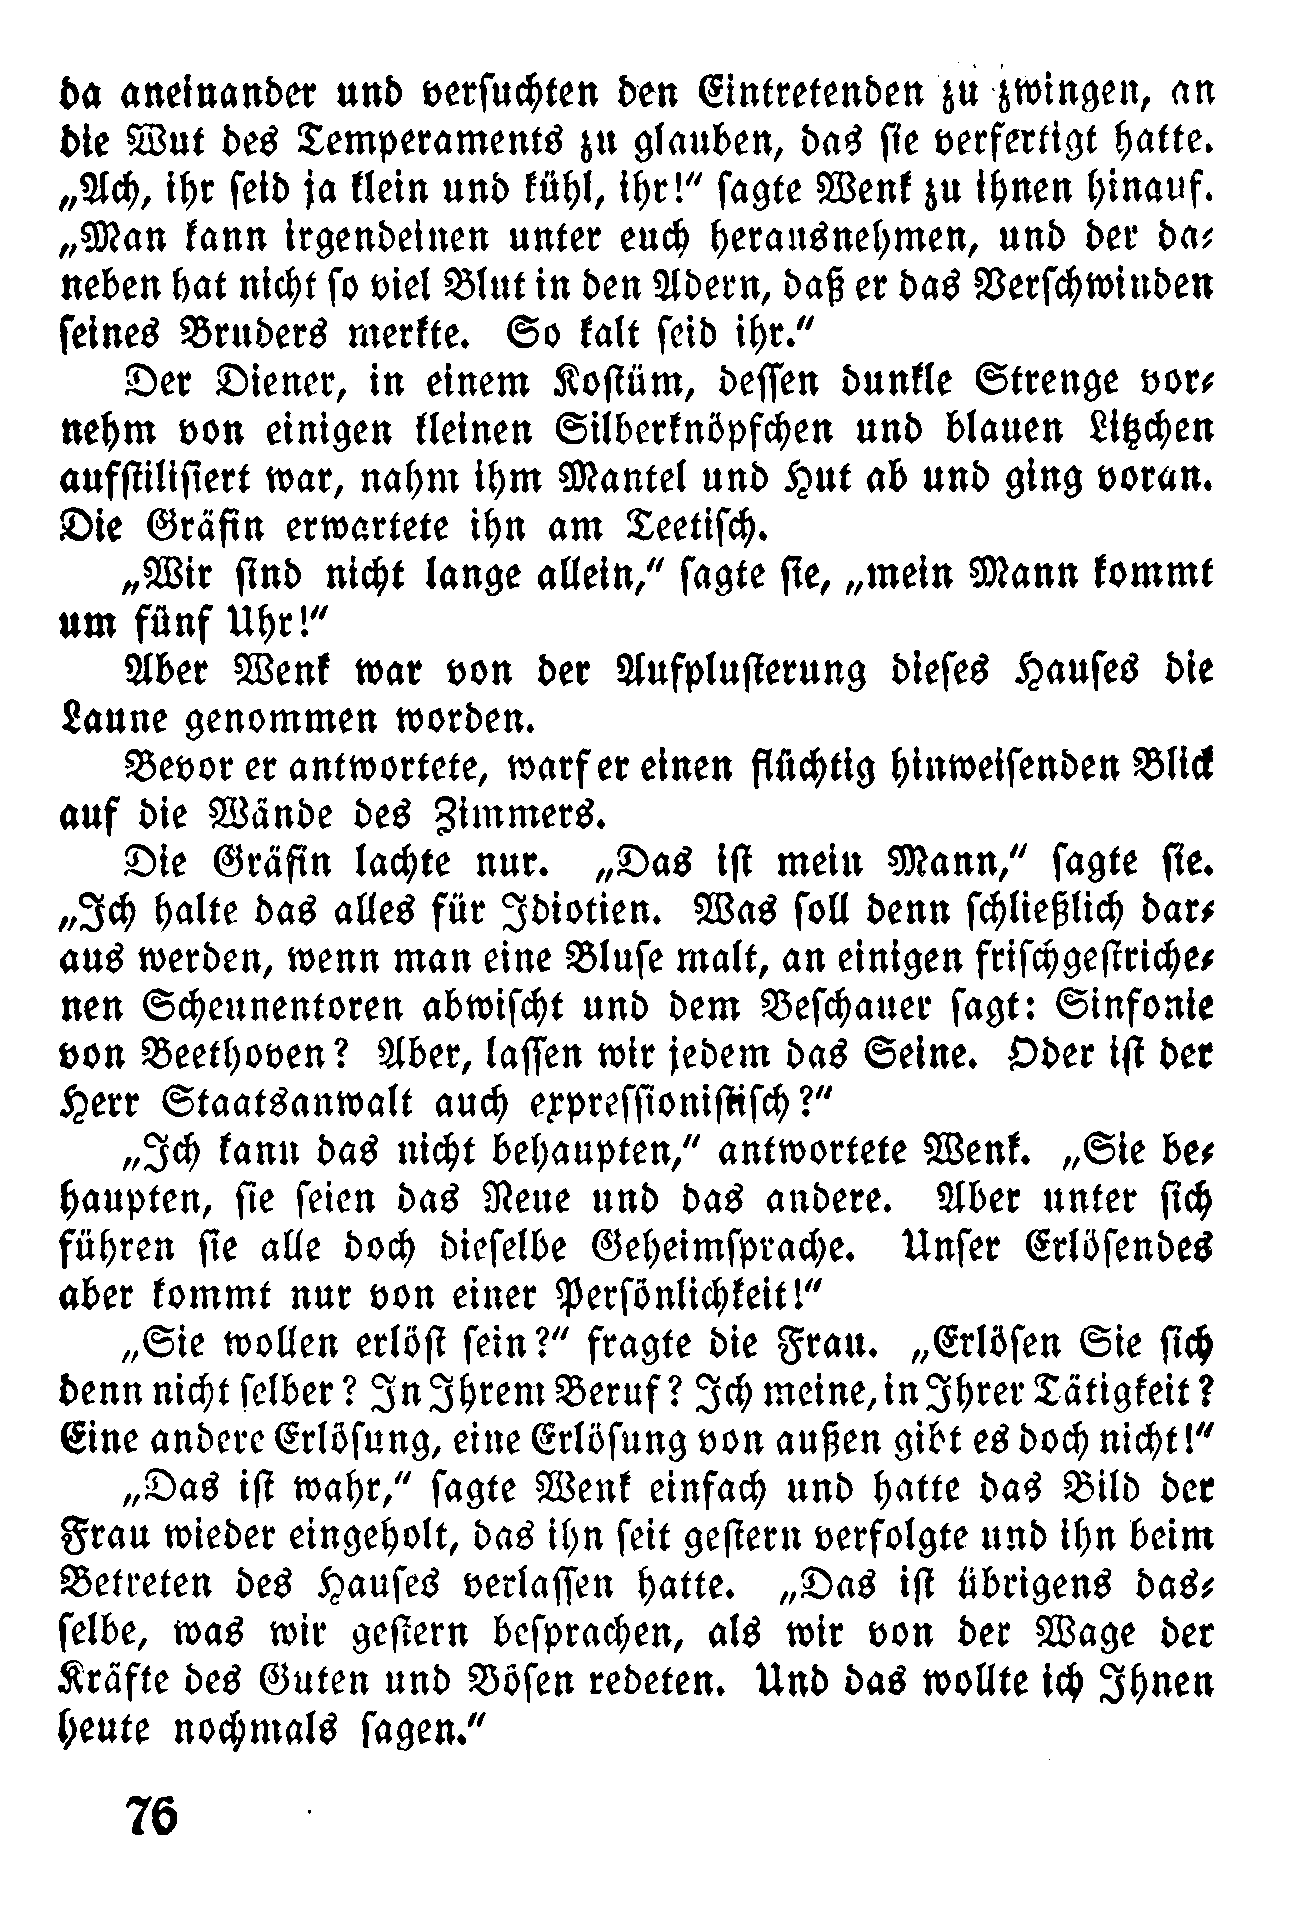 da aneinander und versuchten den Eintretenden zu zwingen, an
die Wut des Temperaments zu glauben, das sie verfertigt hatte.
„Ach, ihr seid ja klein und kühl, ihr!“ sagte Wenk zu ihnen hinauf.
„Man kann irgendeinen unter euch herausnehmen, und der da-
neben hat nicht so viel Blut in den Adern, daß er das Verschwinden
seines Bruders merkte. So kalt seid ihr.“
Der Diener, in einem Kostüm, dessen dunkle Strenge vor-
nehm von einigen kleinen Silberknöpfchen und blauen Litzchen
aufstilisiert war, nahm ihm Mantel und Hut ab und ging voran.
Die Gräfin erwartete ihn am Teetisch.
„Wir sind nicht lange allein,“ sagte sie, „mein Mann kommt
um fünf Uhr!“
Aber Wenk war von der Aufplusterung dieses Hauses die
Laune genommen worden.
Bevor er antwortete, warf er einen flüchtig hinweisenden Blick
auf die Wände des Zimmers.
Die Gräfin lachte nur. „Das ist mein Mann,“ sagte sie.
„Ich halte das alles für Idiotien. Was soll denn schließlich dar-
aus werden, wenn man eine Bluse malt, an einigen frischgestriche-
nen Scheunentoren abwischt und dem Beschauer sagt: Sinfonie
von Beethoven? Aber, lassen wir jedem das Seine. Oder ist der
Herr Staatsanwalt auch expressionistisch?“
„Ich kann das nicht behaupten,“ antwortete Wenk. „Sie be-
haupten, sie seien das Neue und das andere. Aber unter sich
führen sie alle doch dieselbe Geheimsprache. Unser Erlösendes
aber kommt nur von einer Persönlichkeit!“
„Sie wollen erlöst sein?“ fragte die Frau. „Erlösen Sie sich
denn nicht selber? In Ihrem Beruf? Ich meine, in Ihrer Tätigkeit?
Eine andere Erlösung, eine Erlösung von außen gibt es doch nicht!“
„Das ist wahr,“ sagte Wenk einfach und hatte das Bild der
Frau wieder eingeholt, das ihn seit gestern verfolgte und ihn beim
Betreten des Hauses verlassen hatte. „Das ist übrigens das-
selbe, was wir gestern besprachen, als wir von der Wage der
Kräfte des Guten und Bösen redeten. Und das wollte ich Ihnen
heute nochmals sagen.“
76